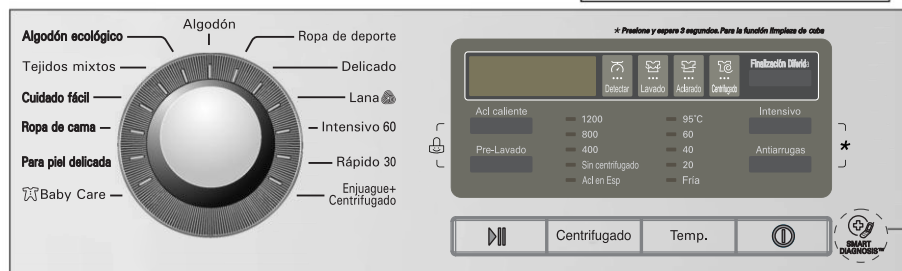 * Presione y espere 3 segundos. Para la función limpieza de cuba
Algodón
Algodón ecológico
Tejidos mixtos
Cuidado fácil
Ropa de cama
Para piel delicada
Baby Care
Ropa de deporte
Delicado
Lana
Intensivo 60
Rápido 30
Enjuague+
Centrifugado
Detectar
Lavado
Aclarado
Centrifugado
Finalización Diferid
Acl caliente
Pre-Lavado
1200
800
400
Sin centrifugado
Acl en Esp
95°C
60
40
20
Fría
Intensivo
Antiarrugas
*
Centrifugado
Temp.
SMART
DIAGNOSIS™